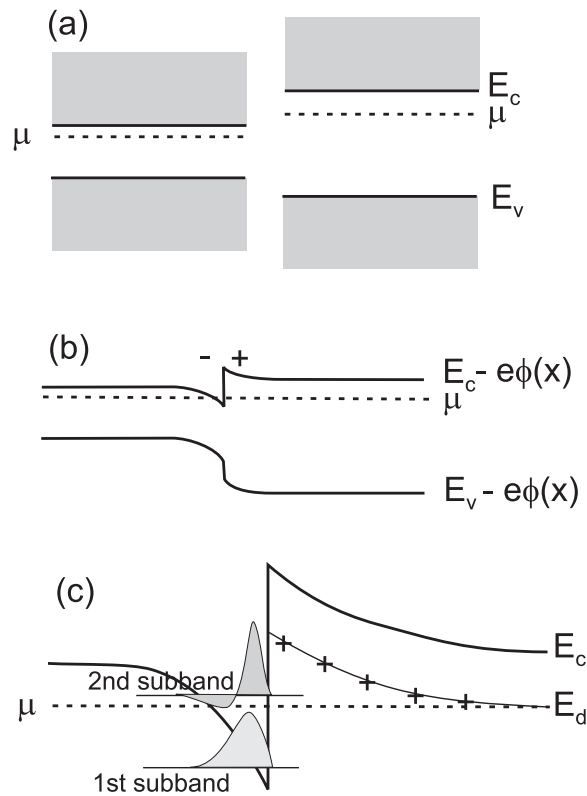 (a)
E_c
μ
μ
E_v
(b)
- +
E_c - eϕ(x)
μ
E_v - eϕ(x)
(c)
+
+
+
+
+
E_c
2nd subband
μ
E_d
1st subband